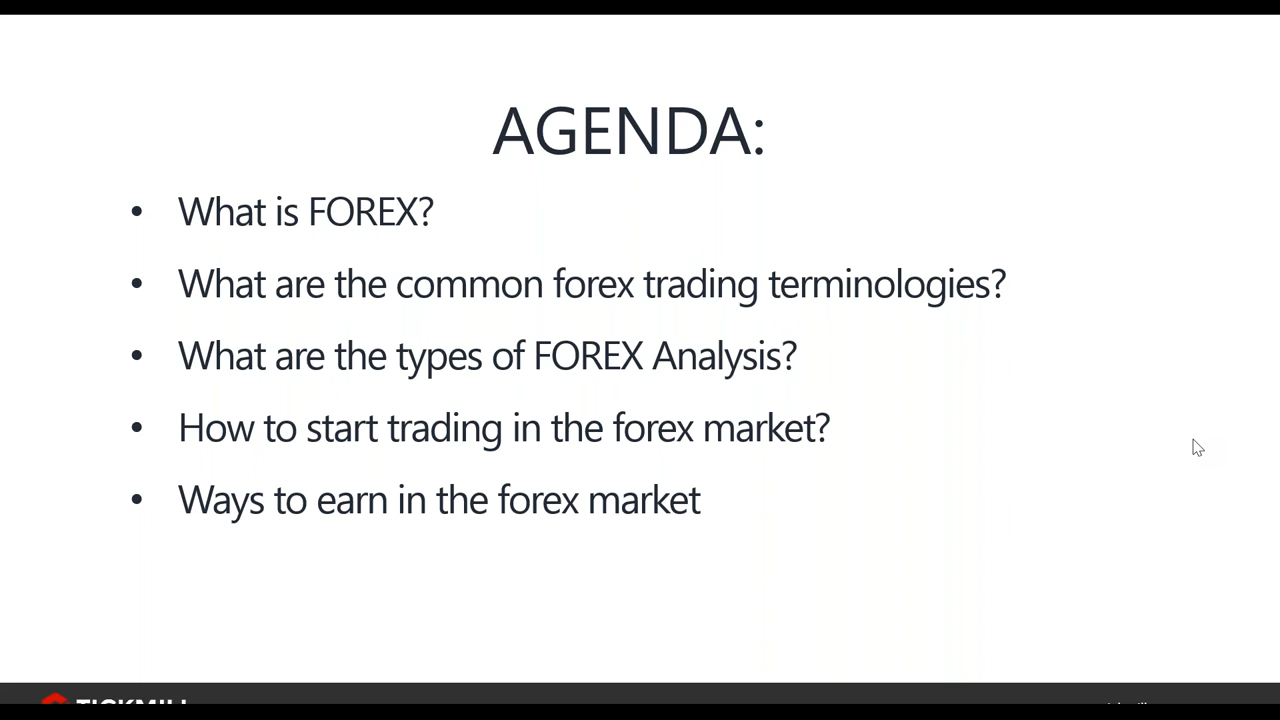 AGENDA:
• What is FOREX?
• What are the common forex trading terminologies?
• What are the types of FOREX Analysis?
• How to start trading in the forex market?
• Ways to earn in the forex market
TICKMILL